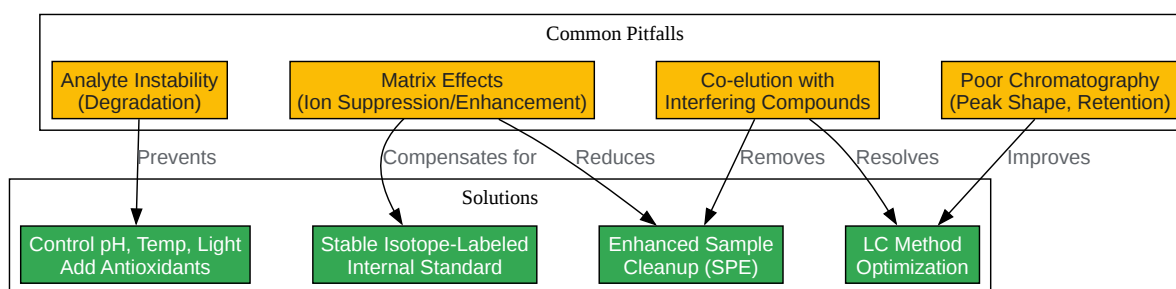 Common Pitfalls
Analyte Instability
(Degradation)
Matrix Effects
(Ion Suppression/Enhancement)
Co-elution with
Interfering Compounds
Poor Chromatography
(Peak Shape, Retention)
Prevents
Compensates for
Reduces
Removes
Resolves
Improves
Solutions
Control pH, Temp, Light
Add Antioxidants
Stable Isotope-Labeled
Internal Standard
Enhanced Sample
Cleanup (SPE)
LC Method
Optimization